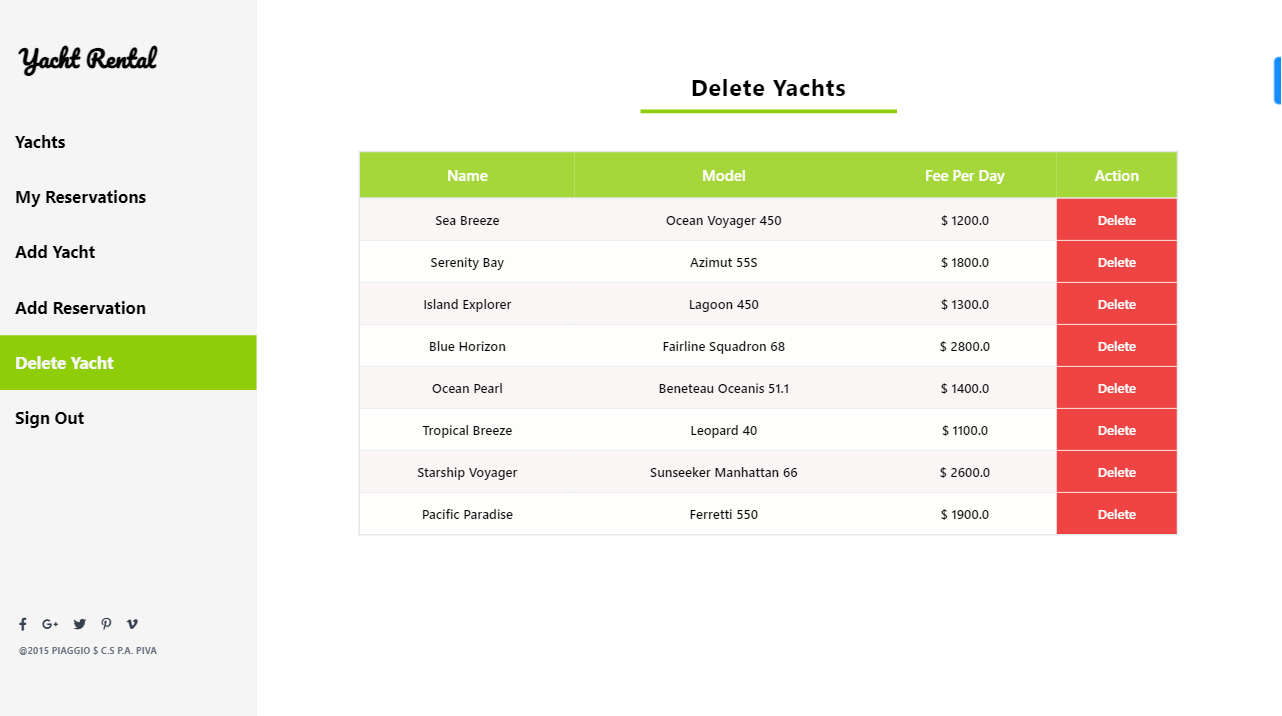 Yacht Rental
Yachts
My Reservations
Add Yacht
Add Reservation
Delete Yacht
Sign Out
@2015 PIAGGIO $ C.S P.A. PIVA
Delete Yachts
Name Model Fee Per Day Action
Sea Breeze Ocean Voyager 450 $ 1200.0 Delete
Serenity Bay Azimut 55S $ 1800.0 Delete
Island Explorer Lagoon 450 $ 1300.0 Delete
Blue Horizon Fairline Squadron 68 $ 2800.0 Delete
Ocean Pearl Beneteau Oceanis 51.1 $ 1400.0 Delete
Tropical Breeze Leopard 40 $ 1100.0 Delete
Starship Voyager Sunseeker Manhattan 66 $ 2600.0 Delete
Pacific Paradise Ferretti 550 $ 1900.0 Delete